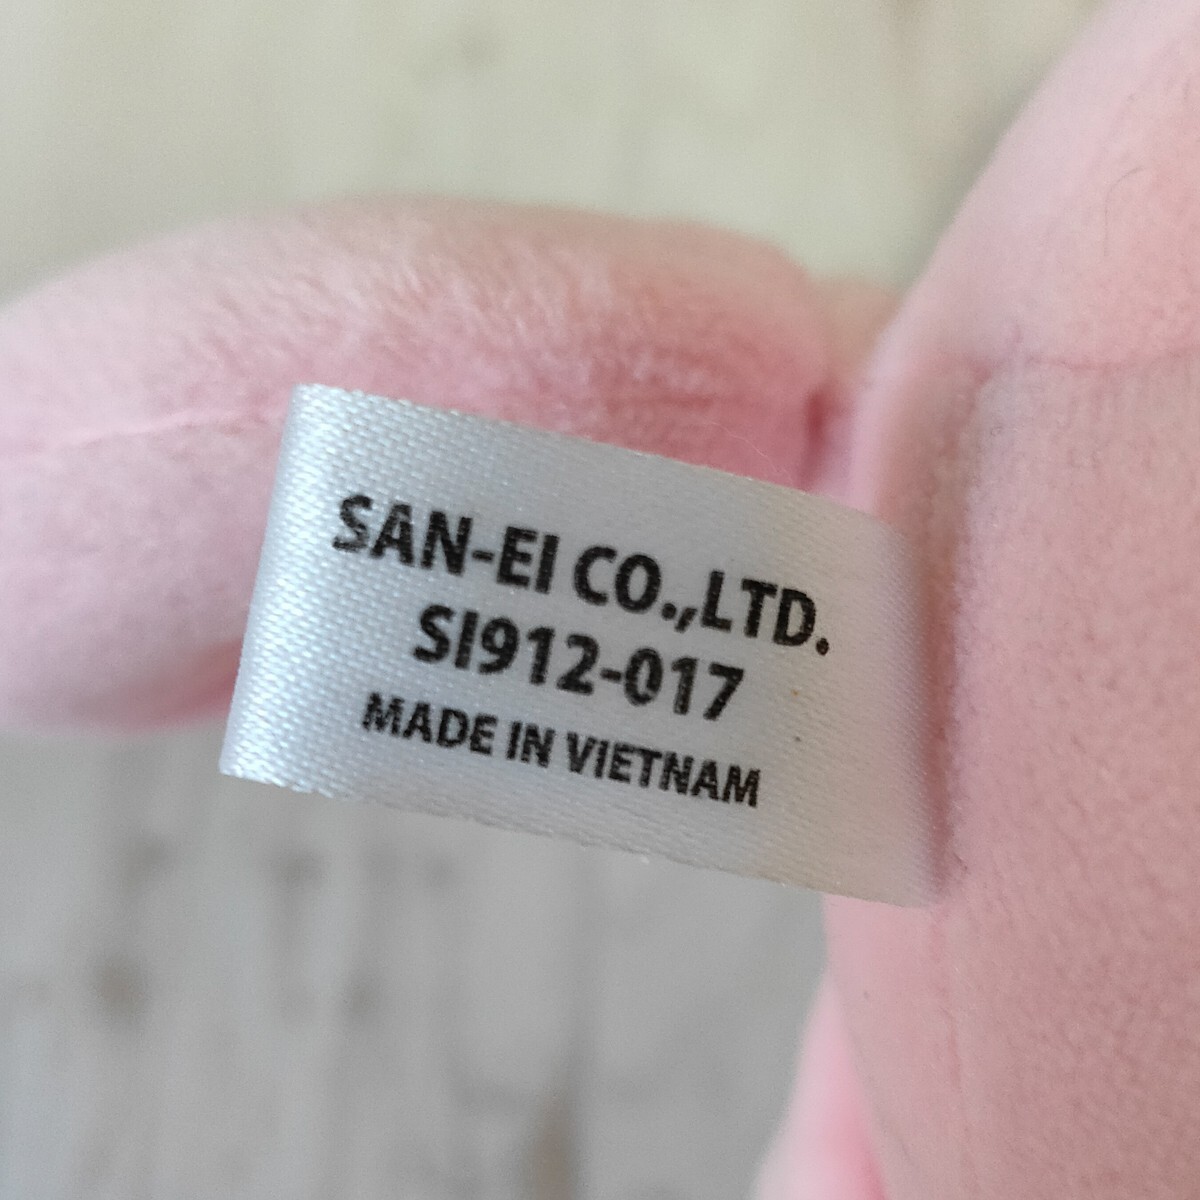 SAN-EI CO.,LTD.
SI912-017
MADE IN VIETNAM